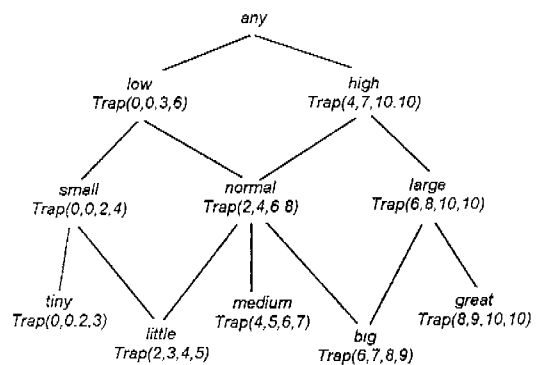 any
low
Trap(0,0,3,6)
high
Trap(4,7,10.10)
small
Trap(0,0,2,4)
normal
Trap(2,4,6 8)
large
Trap(6,8,10,10)
tiny
Trap(0,0.2,3)
little
Trap(2,3,4,5)
medium
Trap(4,5,6,7)
big
Trap(6,7,8,9)
great
Trap(8,9,10,10)